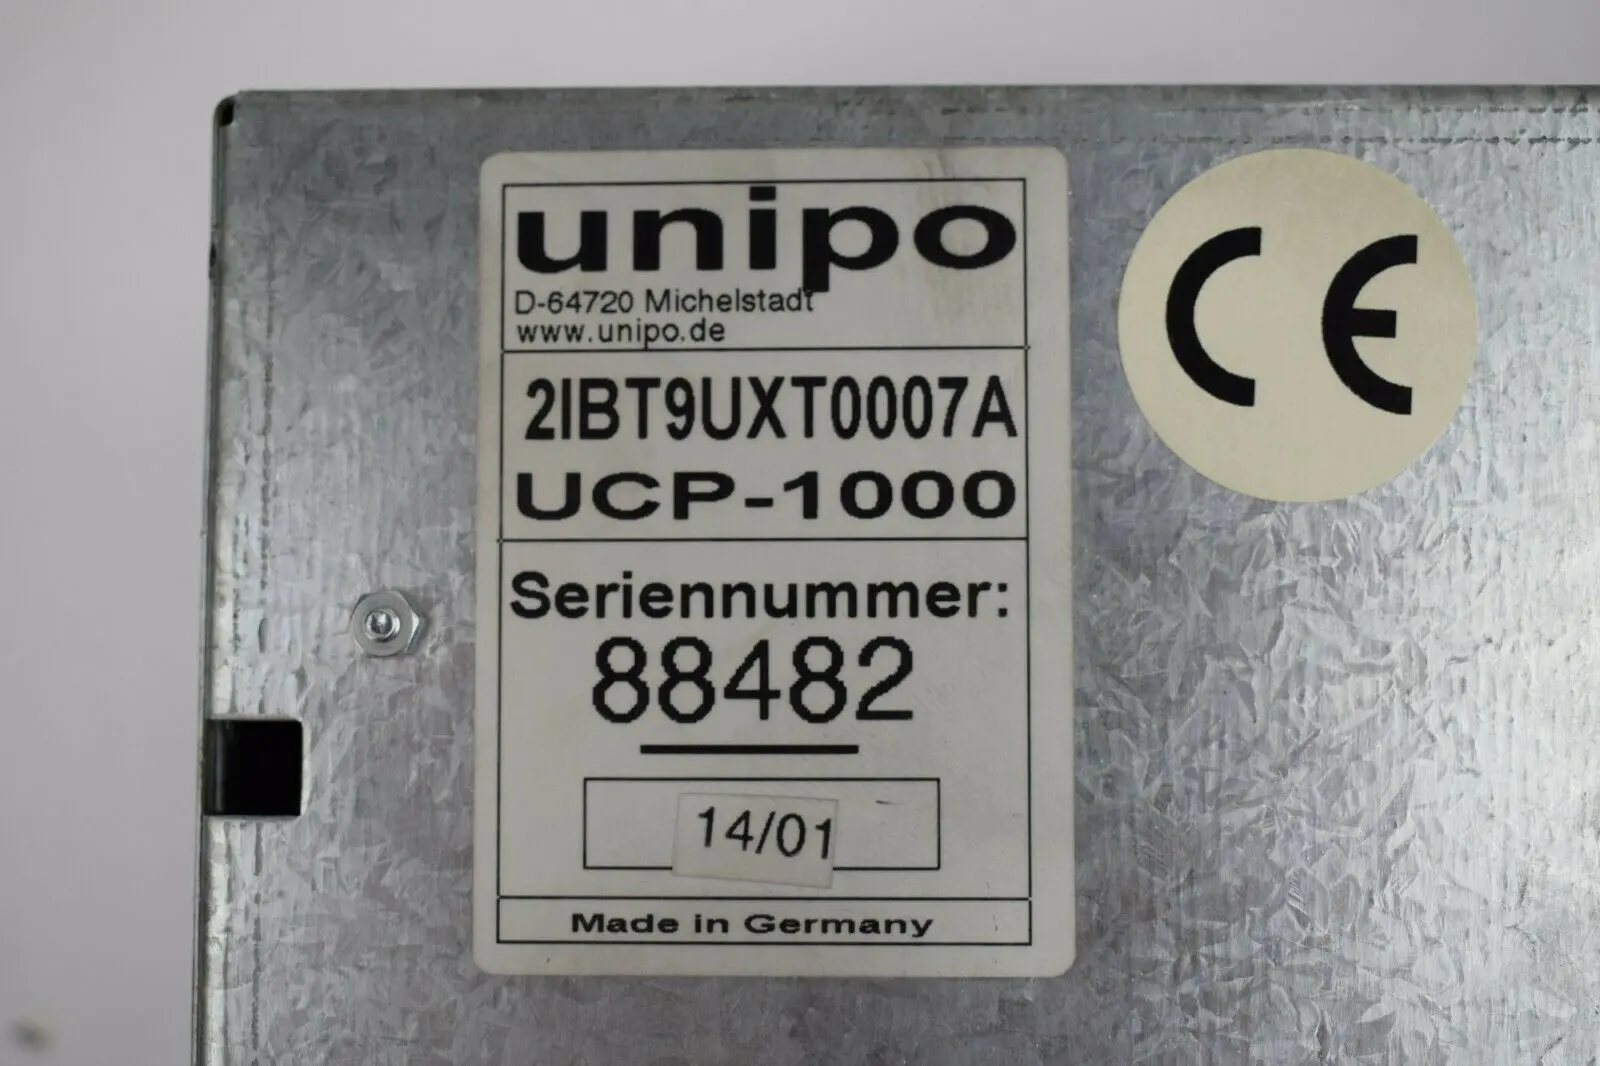 unipo
D-64720 Michelstadt
www.unipo.de
2IBT9UXT0007A
UCP-1000
Seriennummer:
88482
14/01
Made in Germany
CE